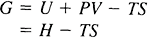 G = U + PV − TS
= H − TS